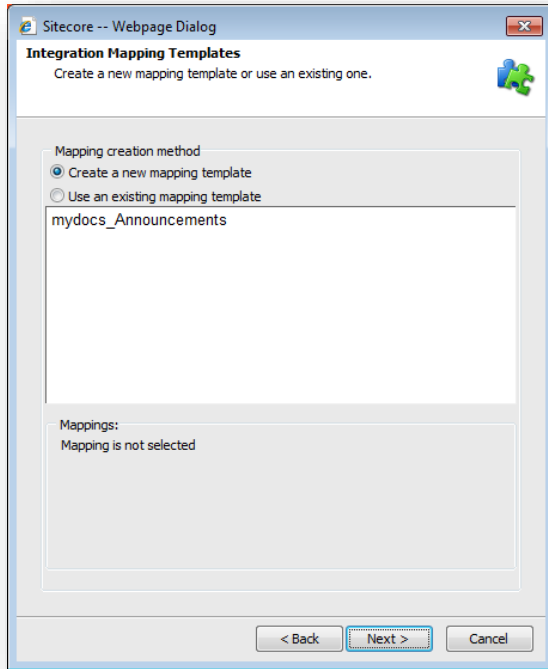 Sitecore -- Webpage Dialog
Integration Mapping Templates
Create a new mapping template or use an existing one.
Mapping creation method
Create a new mapping template
Use an existing mapping template
mydocs_Announcements
Mappings:
Mapping is not selected
< Back
Next >
Cancel